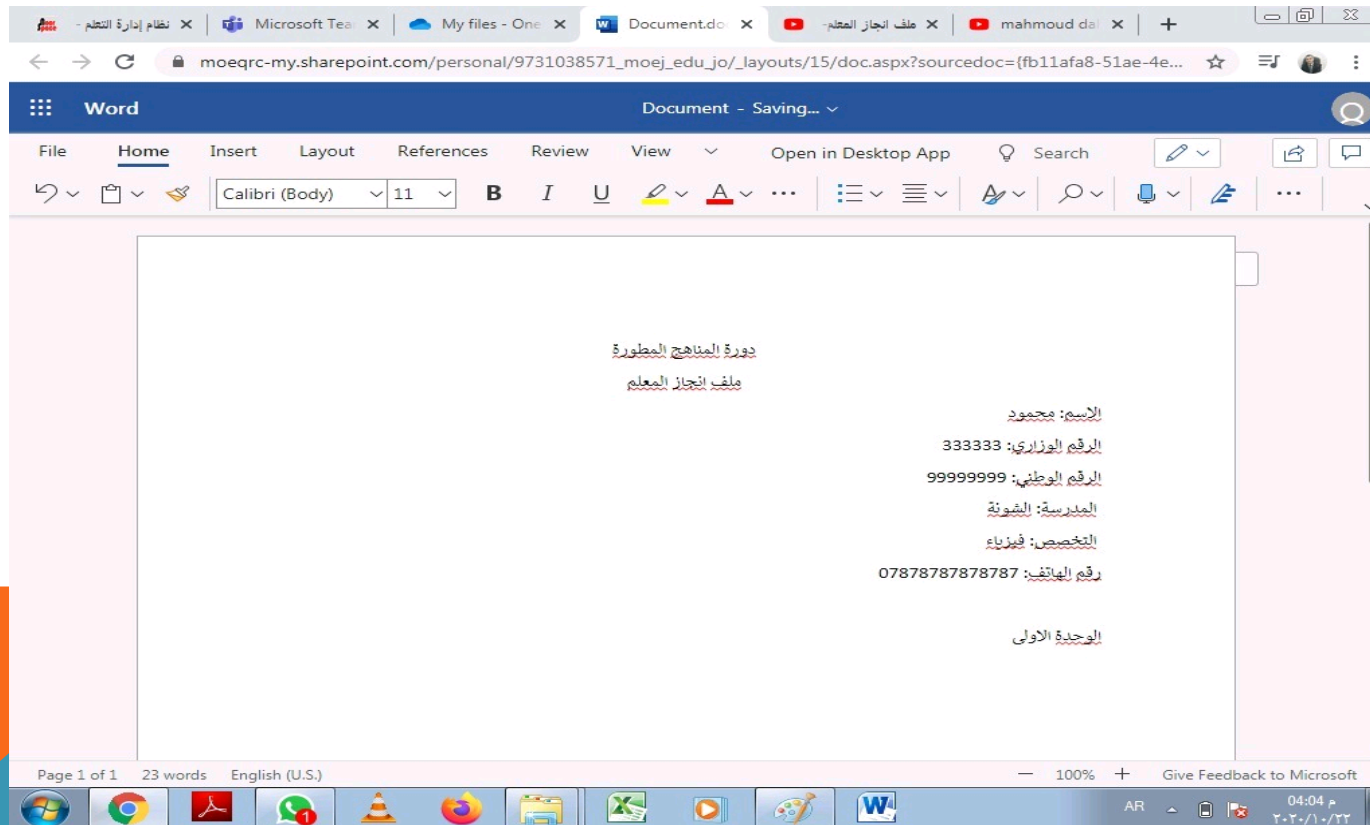 نظام إدارة التعلم -
Microsoft Tea
My files - One
Document.do
ملف انجاز المعلم-
mahmoud dal
moeqrc-my.sharepoint.com/personal/9731038571_moej_edu_jo/_layouts/15/doc.aspx?sourcedoc={fb11afa8-51ae-4e...
Word
Document - Saving...
File Home Insert Layout References Review View Open in Desktop App Search
Calibri (Body) 11 B I U A ...
دورة المناهج المطورة
ملف انجاز المعلم
الاسم: محمود
الرقم الوزاري: 333333
الرقم الوطني: 99999999
المدرسة: الشونة
التخصص: فيزياء
رقم الهاتف: 07878787878787
الوحدة الاولى
Page 1 of 1 23 words English (U.S.) 100% Give Feedback to Microsoft
AR
04:04 م
٢٠٢٠/١٠/٢٢